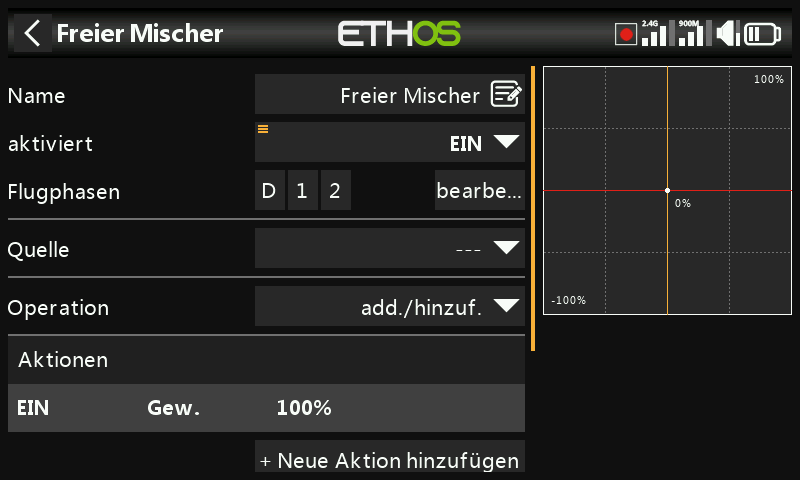 Freier Mischer
ETHOS
2.4G
900M
Name
Freier Mischer
aktiviert
EIN
Flugphasen
D 1 2
bearbe...
Quelle
---
Operation
add./hinzuf.
Aktionen
EIN Gew. 100%
+ Neue Aktion hinzufügen
100%
0%
-100%